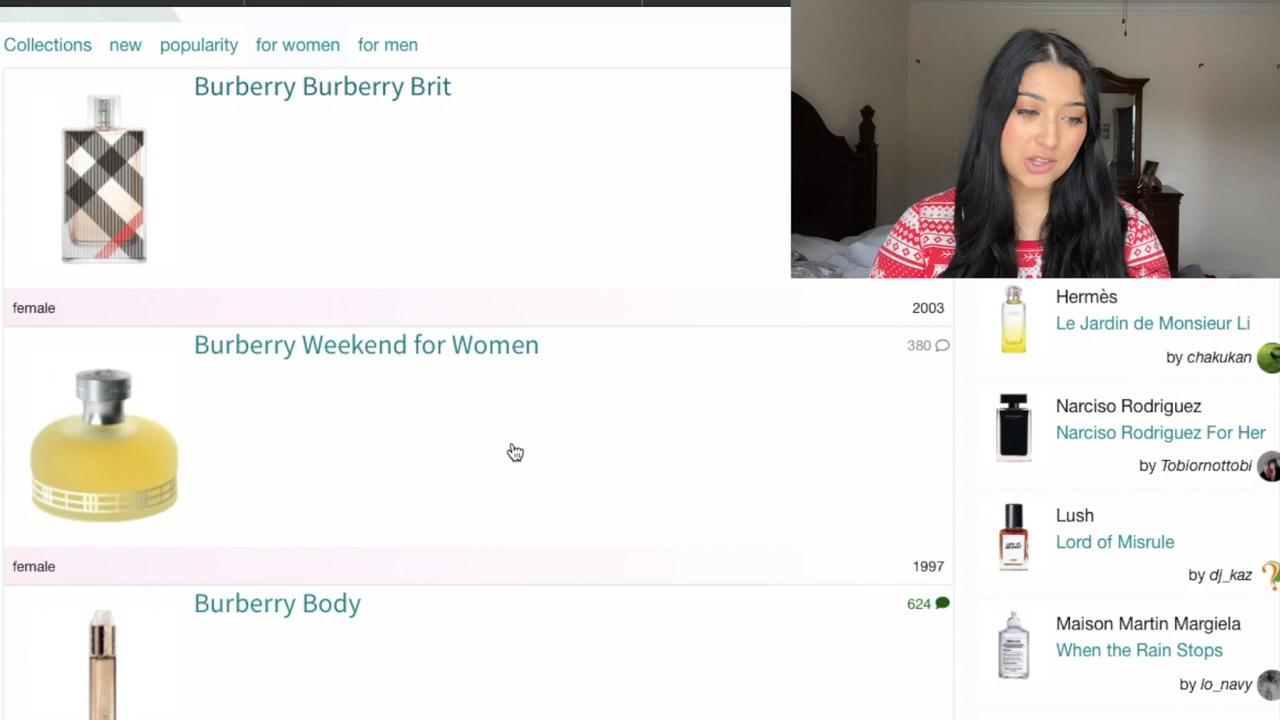 Collections new popularity for women for men
Burberry Burberry Brit
female 2003
Burberry Weekend for Women 380
female 1997
Burberry Body 624
Hermès
Le Jardin de Monsieur Li
by chakukan
Narciso Rodriguez
Narciso Rodriguez For Her
by Tobiornottobi
Lush
Lord of Misrule
by dj_kaz
Maison Martin Margiela
When the Rain Stops
by lo_navy